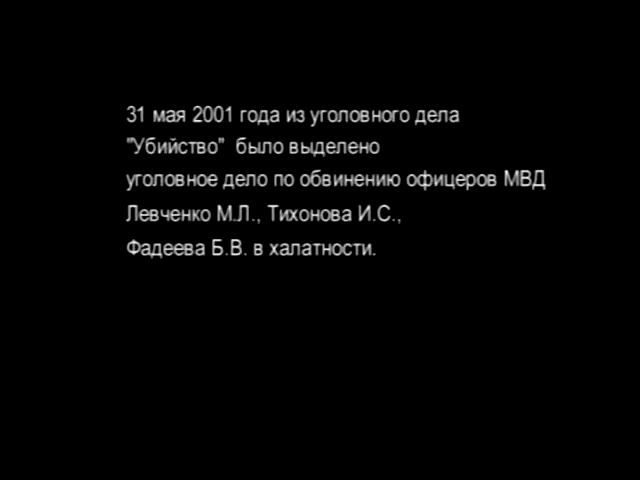 31 мая 2001 года из уголовного дела
"Убийство" было выделено
уголовное дело по обвинению офицеров МВД
Левченко М.Л., Тихонова И.С.,
Фадеева Б.В. в халатности.